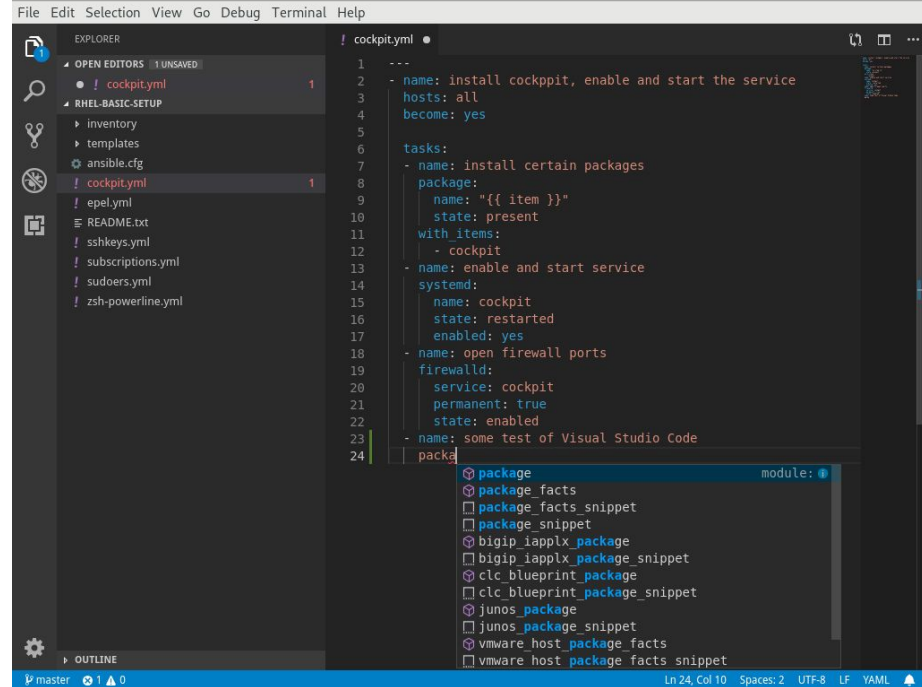 File Edit Selection View Go Debug Terminal Help
EXPLORER
OPEN EDITORS 1 UNSAVED
! cockpit.yml 1
RHEL-BASIC-SETUP
inventory
templates
ansible.cfg
! cockpit.yml 1
! epel.yml
README.txt
! sshkeys.yml
! subscriptions.yml
! sudoers.yml
! zsh-powerline.yml
OUTLINE
1
! cockpit.yml
1 ---
2 - name: install cockppit, enable and start the service
3 hosts: all
4 become: yes
5
6 tasks:
7 - name: install certain packages
8 package:
9 name: "{{ item }}"
10 state: present
11 with_items:
12 - cockpit
13 - name: enable and start service
14 systemd:
15 name: cockpit
16 state: restarted
17 enabled: yes
18 - name: open firewall ports
19 firewalld:
20 service: cockpit
21 permanent: true
22 state: enabled
23 - name: some test of Visual Studio Code
24 packa
package module:
package_facts
package_facts_snippet
package_snippet
bigip_iapplx_package
bigip_iapplx_package_snippet
clc_blueprint_package
clc_blueprint_package_snippet
junos_package
junos_package_snippet
vmware_host_package_facts
vmware_host_package_facts_snippet
master 1 0 Ln 24, Col 10 Spaces: 2 UTF-8 LF YAML